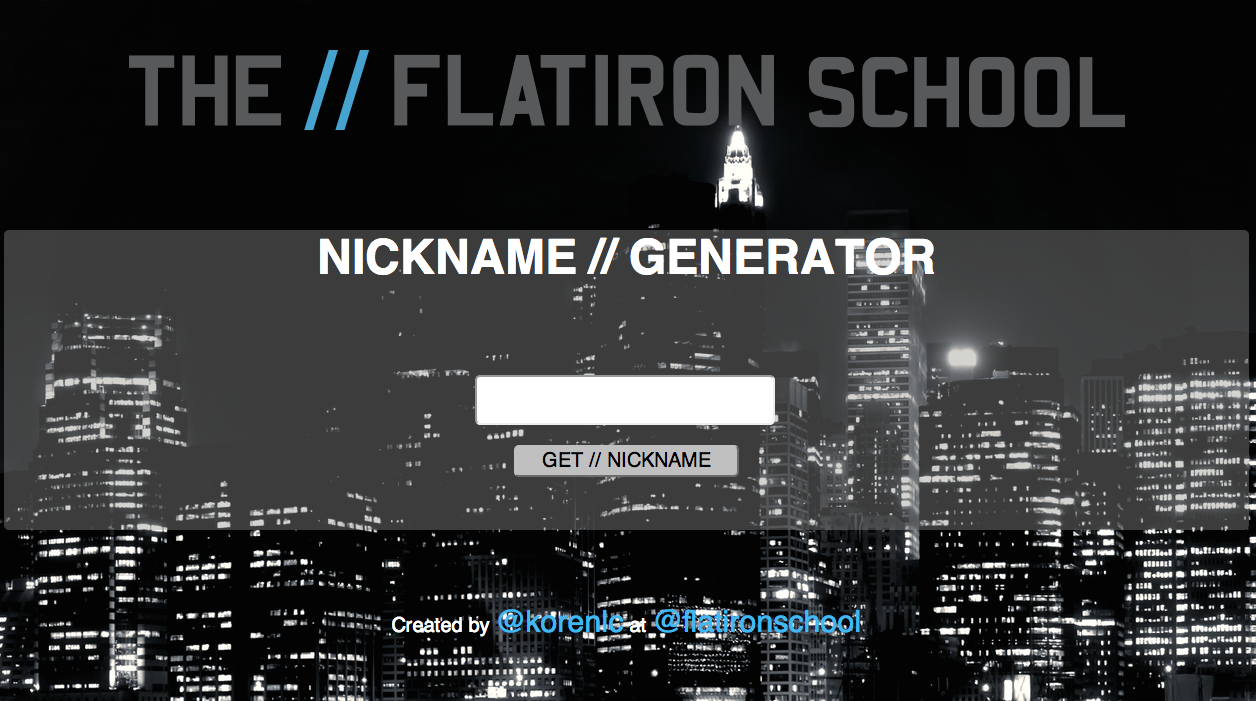 THE // FLATIRON SCHOOL
NICKNAME // GENERATOR
GET // NICKNAME
Created by @korenlc at @flatironschool